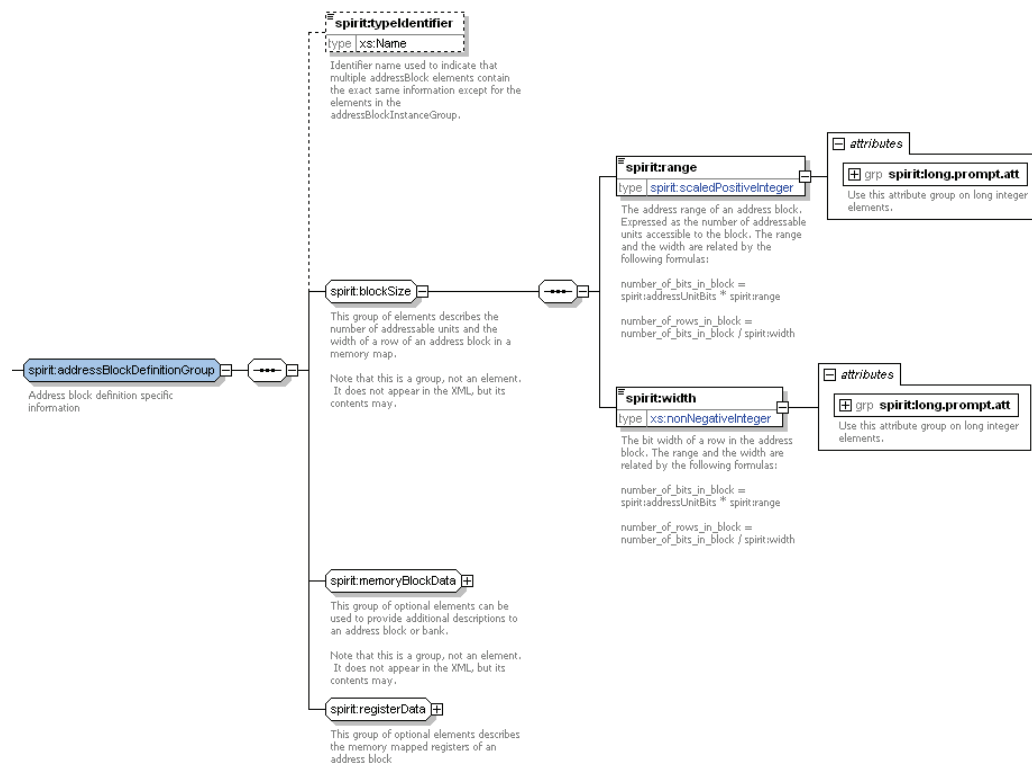 spirit:typeIdentifier
type xs:Name
Identifier name used to indicate that
multiple addressBlock elements contain
the exact same information except for the
elements in the
addressBlockInstanceGroup.
spirit:addressBlockDefinitionGroup
Address block definition specific
information
spirit:blockSize
This group of elements describes the
number of addressable units and the
width of a row of an address block in a
memory map.
Note that this is a group, not an element.
It does not appear in the XML, but its
contents may.
spirit:range
type spirit:scaledPositiveInteger
The address range of an address block.
Expressed as the number of addressable
units accessible to the block. The range
and the width are related by the
following formulas:
number_of_bits_in_block =
spirit:addressUnitBits * spirit:range
number_of_rows_in_block =
number_of_bits_in_block / spirit:width
attributes
grp spirit:long.prompt.att
Use this attribute group on long integer
elements.
spirit:width
type xs:nonNegativeInteger
The bit width of a row in the address
block. The range and the width are
related by the following formulas:
number_of_bits_in_block =
spirit:addressUnitBits * spirit:range
number_of_rows_in_block =
number_of_bits_in_block / spirit:width
attributes
grp spirit:long.prompt.att
Use this attribute group on long integer
elements.
spirit:memoryBlockData
This group of optional elements can be
used to provide additional descriptions to
an address block or bank.
Note that this is a group, not an element.
It does not appear in the XML, but its
contents may.
spirit:registerData
This group of optional elements describes
the memory mapped registers of an
address block